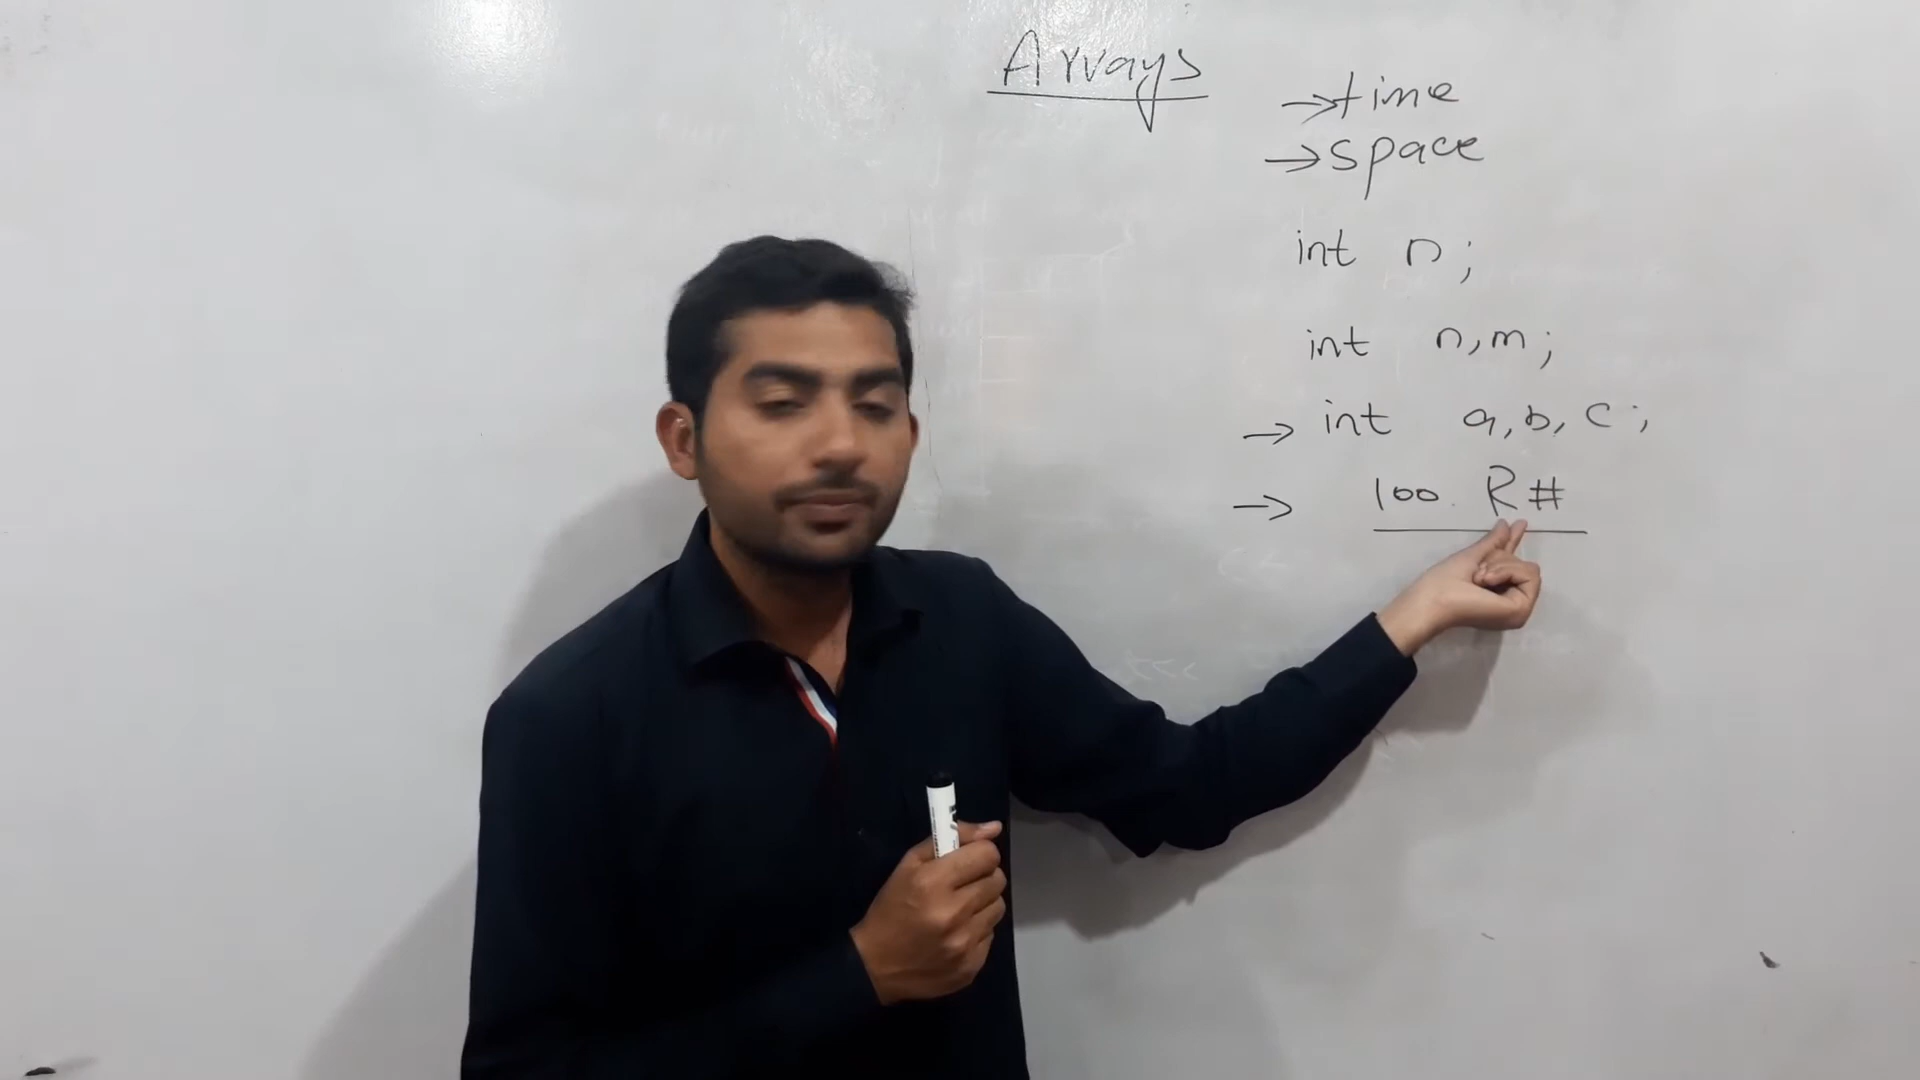 Arrays
→time
→space
int n;
int n,m;
→ int a,b,c;
→ 100. R#